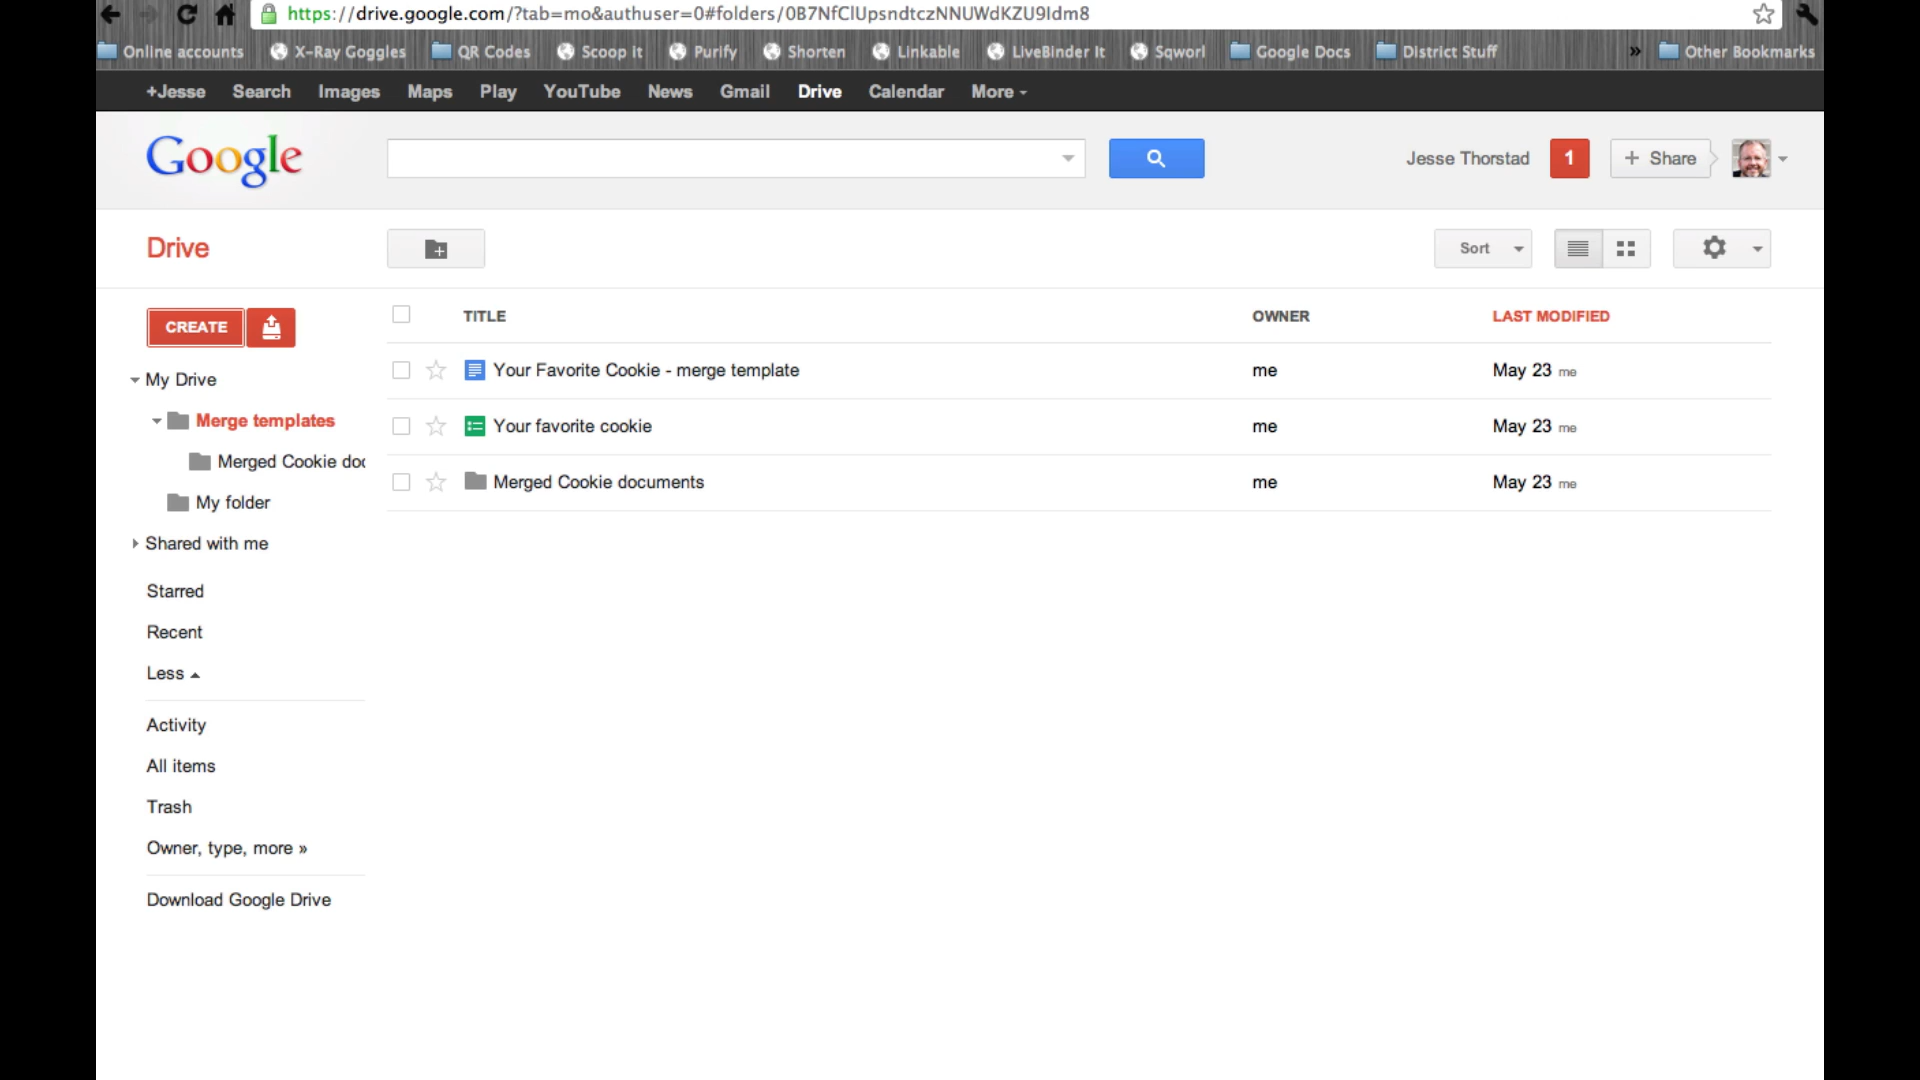 https://drive.google.com/?tab=mo&authuser=0#folders/0B7NfClUpsndtczNNUWdKZU9Idm8
Online accounts X-Ray Goggles QR Codes Scoop it Purify Shorten Linkable LiveBinder It Sqworl Google Docs District Stuff » Other Bookmarks
+Jesse Search Images Maps Play YouTube News Gmail Drive Calendar More
Google Jesse Thorstad 1 + Share
Drive Sort
CREATE
TITLE OWNER LAST MODIFIED
Your Favorite Cookie - merge template me May 23 me
Your favorite cookie me May 23 me
Merged Cookie documents me May 23 me
My Drive
Merge templates
Merged Cookie doc
My folder
Shared with me
Starred
Recent
Less
Activity
All items
Trash
Owner, type, more »
Download Google Drive